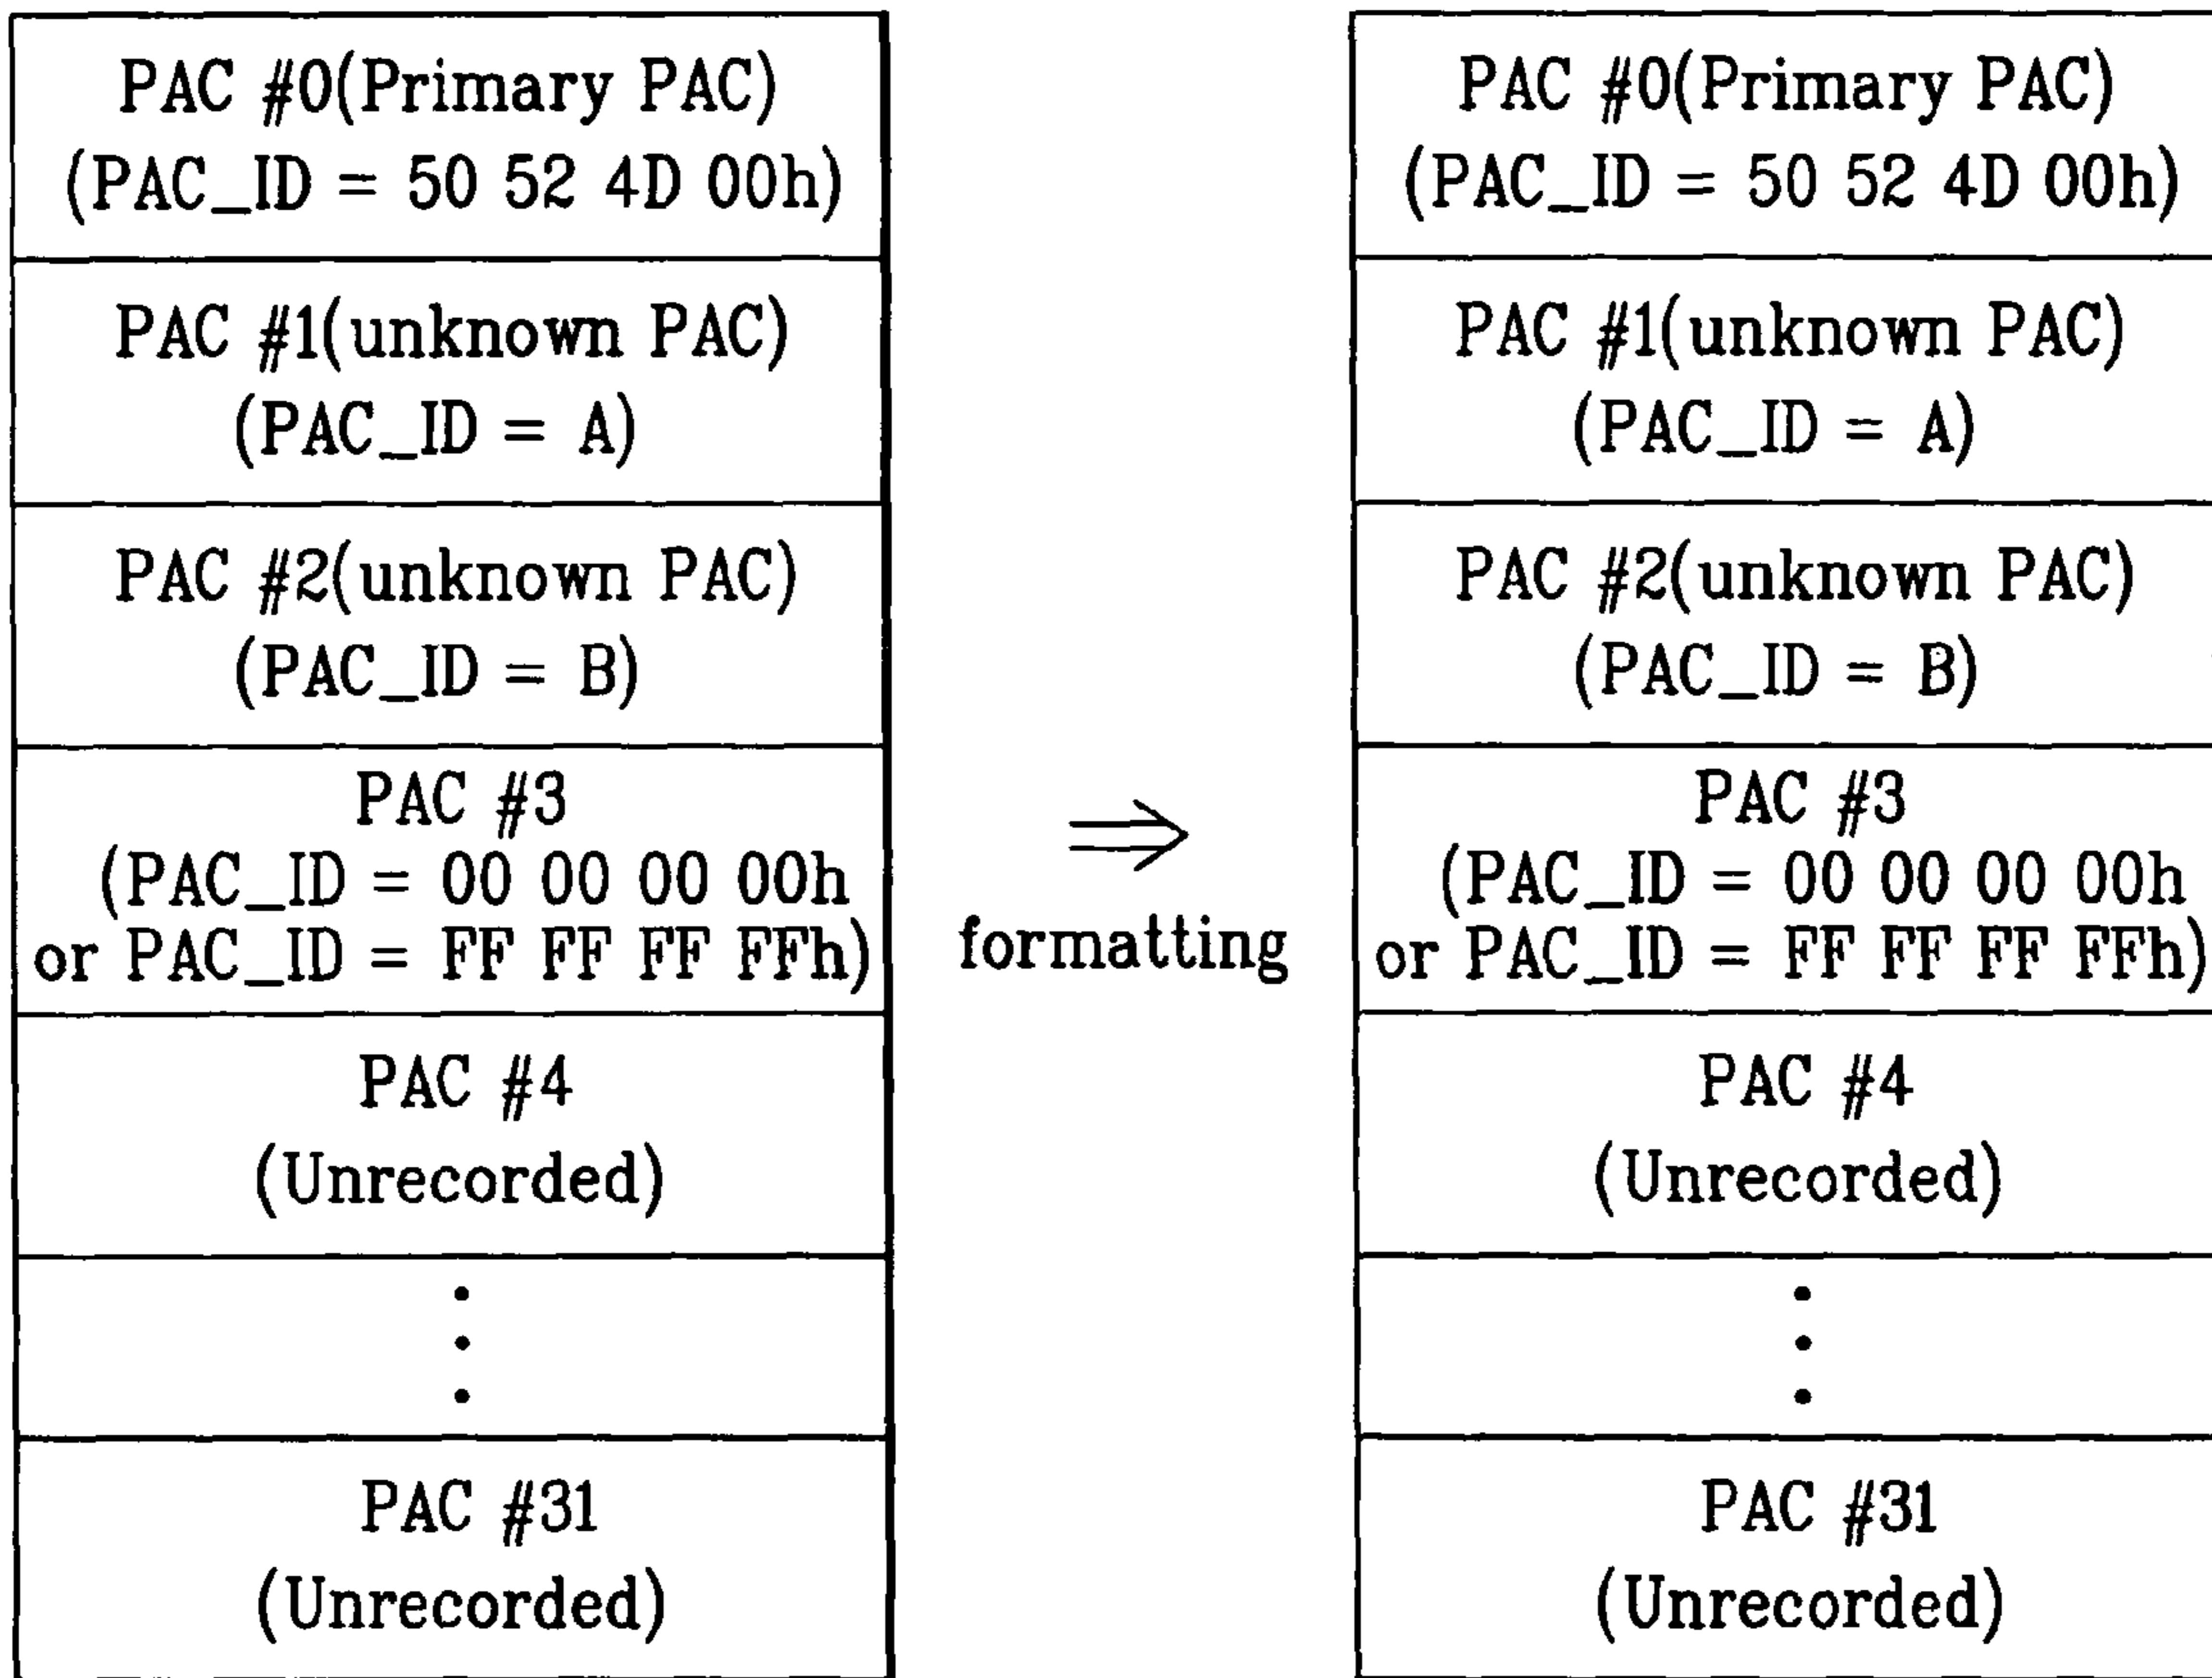 PAC #0(Primary PAC)
(PAC_ID = 50 52 4D 00h)
PAC #1(unknown PAC)
(PAC_ID = A)
PAC #2(unknown PAC)
(PAC_ID = B)
PAC #3
(PAC_ID = 00 00 00 00h
or PAC_ID = FF FF FF FFh)
PAC #4
(Unrecorded)
PAC #31
(Unrecorded)
⇒
formatting
PAC #0(Primary PAC)
(PAC_ID = 50 52 4D 00h)
PAC #1(unknown PAC)
(PAC_ID = A)
PAC #2(unknown PAC)
(PAC_ID = B)
PAC #3
(PAC_ID = 00 00 00 00h
or PAC_ID = FF FF FF FFh)
PAC #4
(Unrecorded)
PAC #31
(Unrecorded)